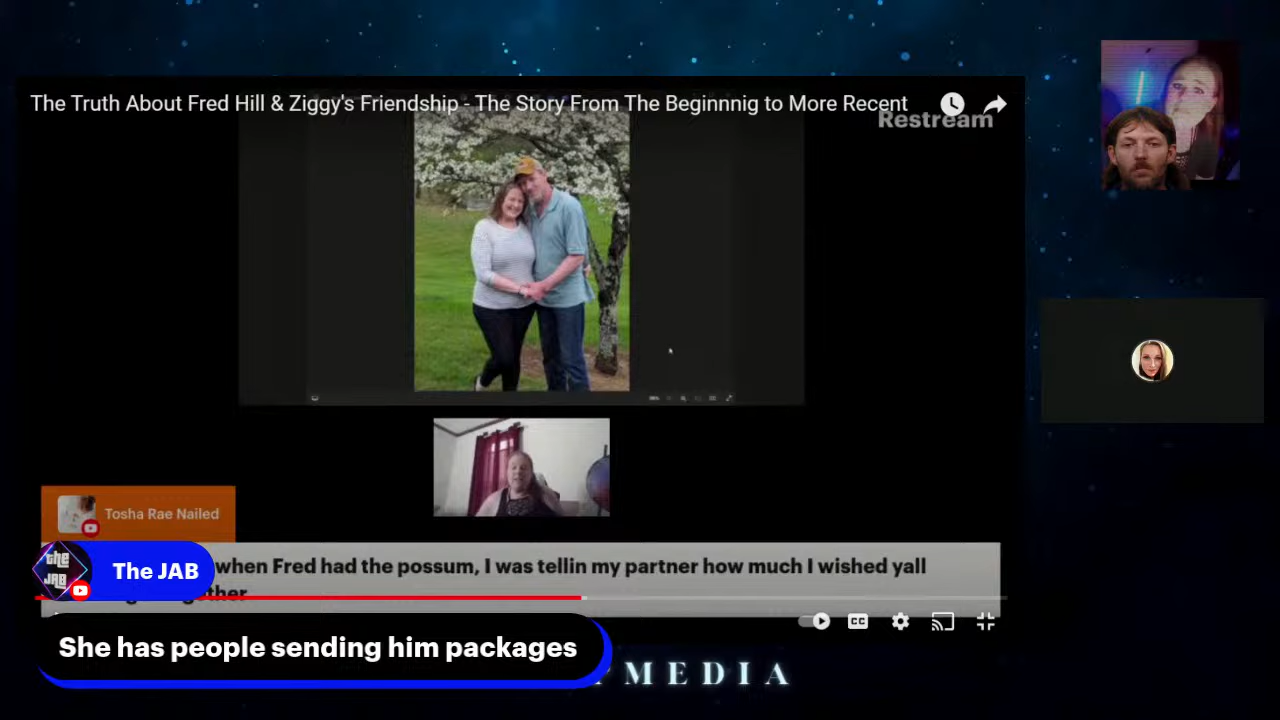 The Truth About Fred Hill & Ziggy's Friendship - The Story From The Beginnnig to More Recent
Restream
Tosha Rae Nailed
when Fred had the possum, I was tellin my partner how much I wished yall
The JAB
She has people sending him packages
CC
MEDIA